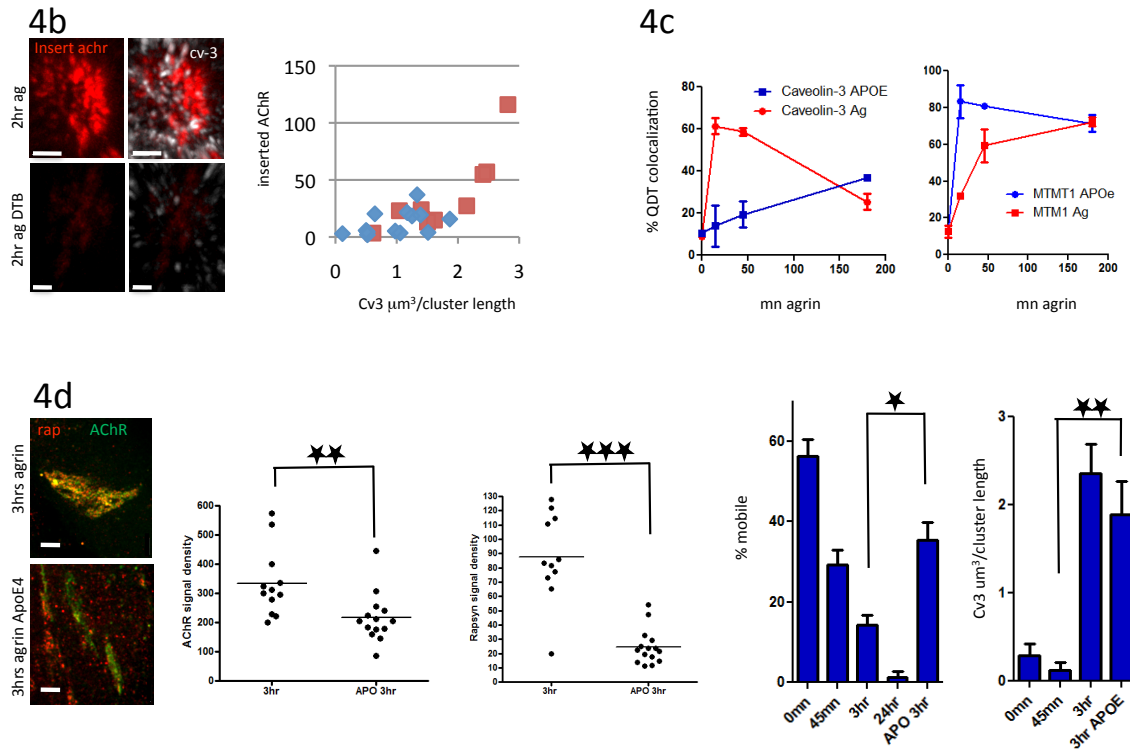 4b
Insert achr
cv-3
2hr ag
2hr ag DTB
inserted AChR
150
100
50
0
0 1 2 3
Cv3 μm³/cluster length
4c
% QDT colocalization
80
60
40
20
0
0 50 100 150 200
mn agrin
Caveolin-3 APOE
Caveolin-3 Ag
100
80
60
40
20
0
0 50 100 150 200
mn agrin
MTMT1 APOe
MTM1 Ag
4d
rap
AChR
3hrs agrin
3hrs agrin ApoE4
AChR signal density
600
500
400
300
200
100
0
3hr
APO 3hr
Rapsyn signal density
130
120
110
100
90
80
70
60
50
40
30
20
10
0
3hr
APO 3hr
% mobile
60
40
20
0
0mn
45mn
3hr
24hr
APO 3hr
Cv3 um³/cluster length
3
2
1
0
0mn
45mn
3hr
3hr APOE